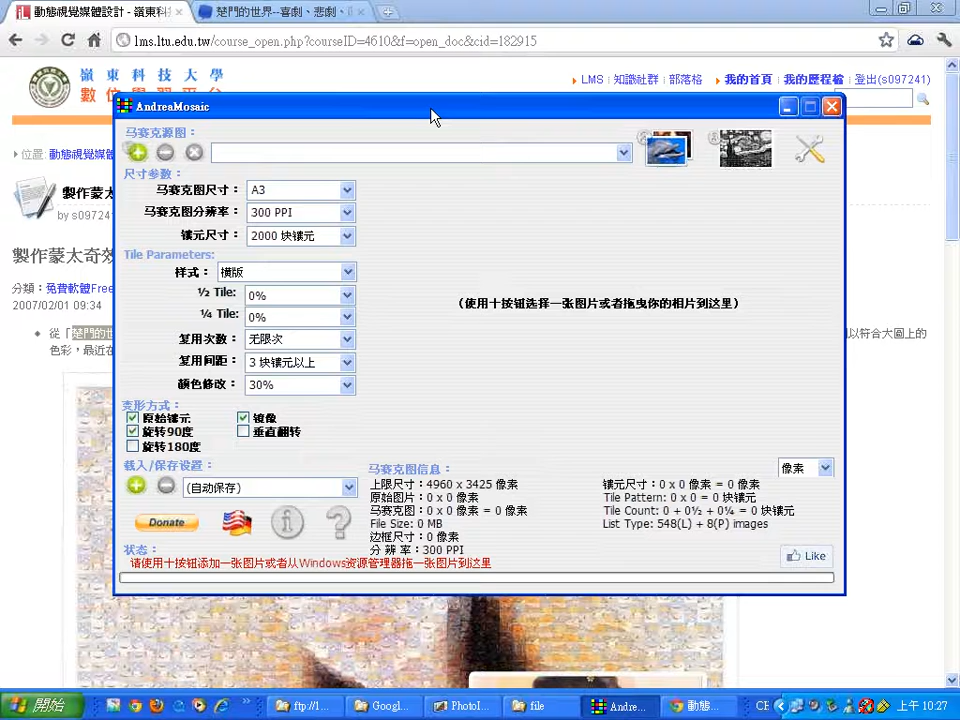 動態視覺媒體設計 - 嶺東科
楚門的世界--喜劇、悲劇、
lms.ltu.edu.tw/course_open.php?courseID=4610&f=open_doc&cid=182915
嶺東科技大學
LMS | 知識社群 | 部落格
我的首頁 | 我的歷程檔 | 登出(s097241)
AndreaMosaic
位置: 動態視覺媒體
製作蒙太
by s09724
製作蒙太奇效
分類：免費軟體Free
2007/02/01 09:34
從「楚門的世
以符合大圖上的
色彩，最近在
马赛克源图：
尺寸参数：
马赛克图尺寸： A3
马赛克图分辨率： 300 PPI
镶元尺寸： 2000 块镶元
Tile Parameters:
样式： 横版
½ Tile: 0%
¼ Tile: 0%
复用次数： 无限次
复用间距： 3 块镶元以上
颜色修改： 30%
(使用十按钮选择一张图片或者拖曳你的相片到这里)
变形方式：
原始镶元
镜像
旋转90度
垂直翻转
旋转180度
载入/保存设置：
(自动保存)
Donate
马赛克图信息：
像素
上限尺寸：4960 x 3425 像素
原始图片：0 x 0 像素
马赛克图：0 x 0 像素 = 0 像素
File Size: 0 MB
边框尺寸：0 像素
分 辨 率：300 PPI
镶元尺寸：0 x 0 像素 = 0 像素
Tile Pattern: 0 x 0 = 0 块镶元
Tile Count: 0 + 0½ + 0¼ = 0 块镶元
List Type: 548(L) + 8(P) images
Like
状态：
请使用十按钮添加一张图片或者从Windows资源管理器拖一张图片到这里
開始
ftp://1...
Googl...
PhotoI...
file
Andre...
動態...
CH
上午 10:27